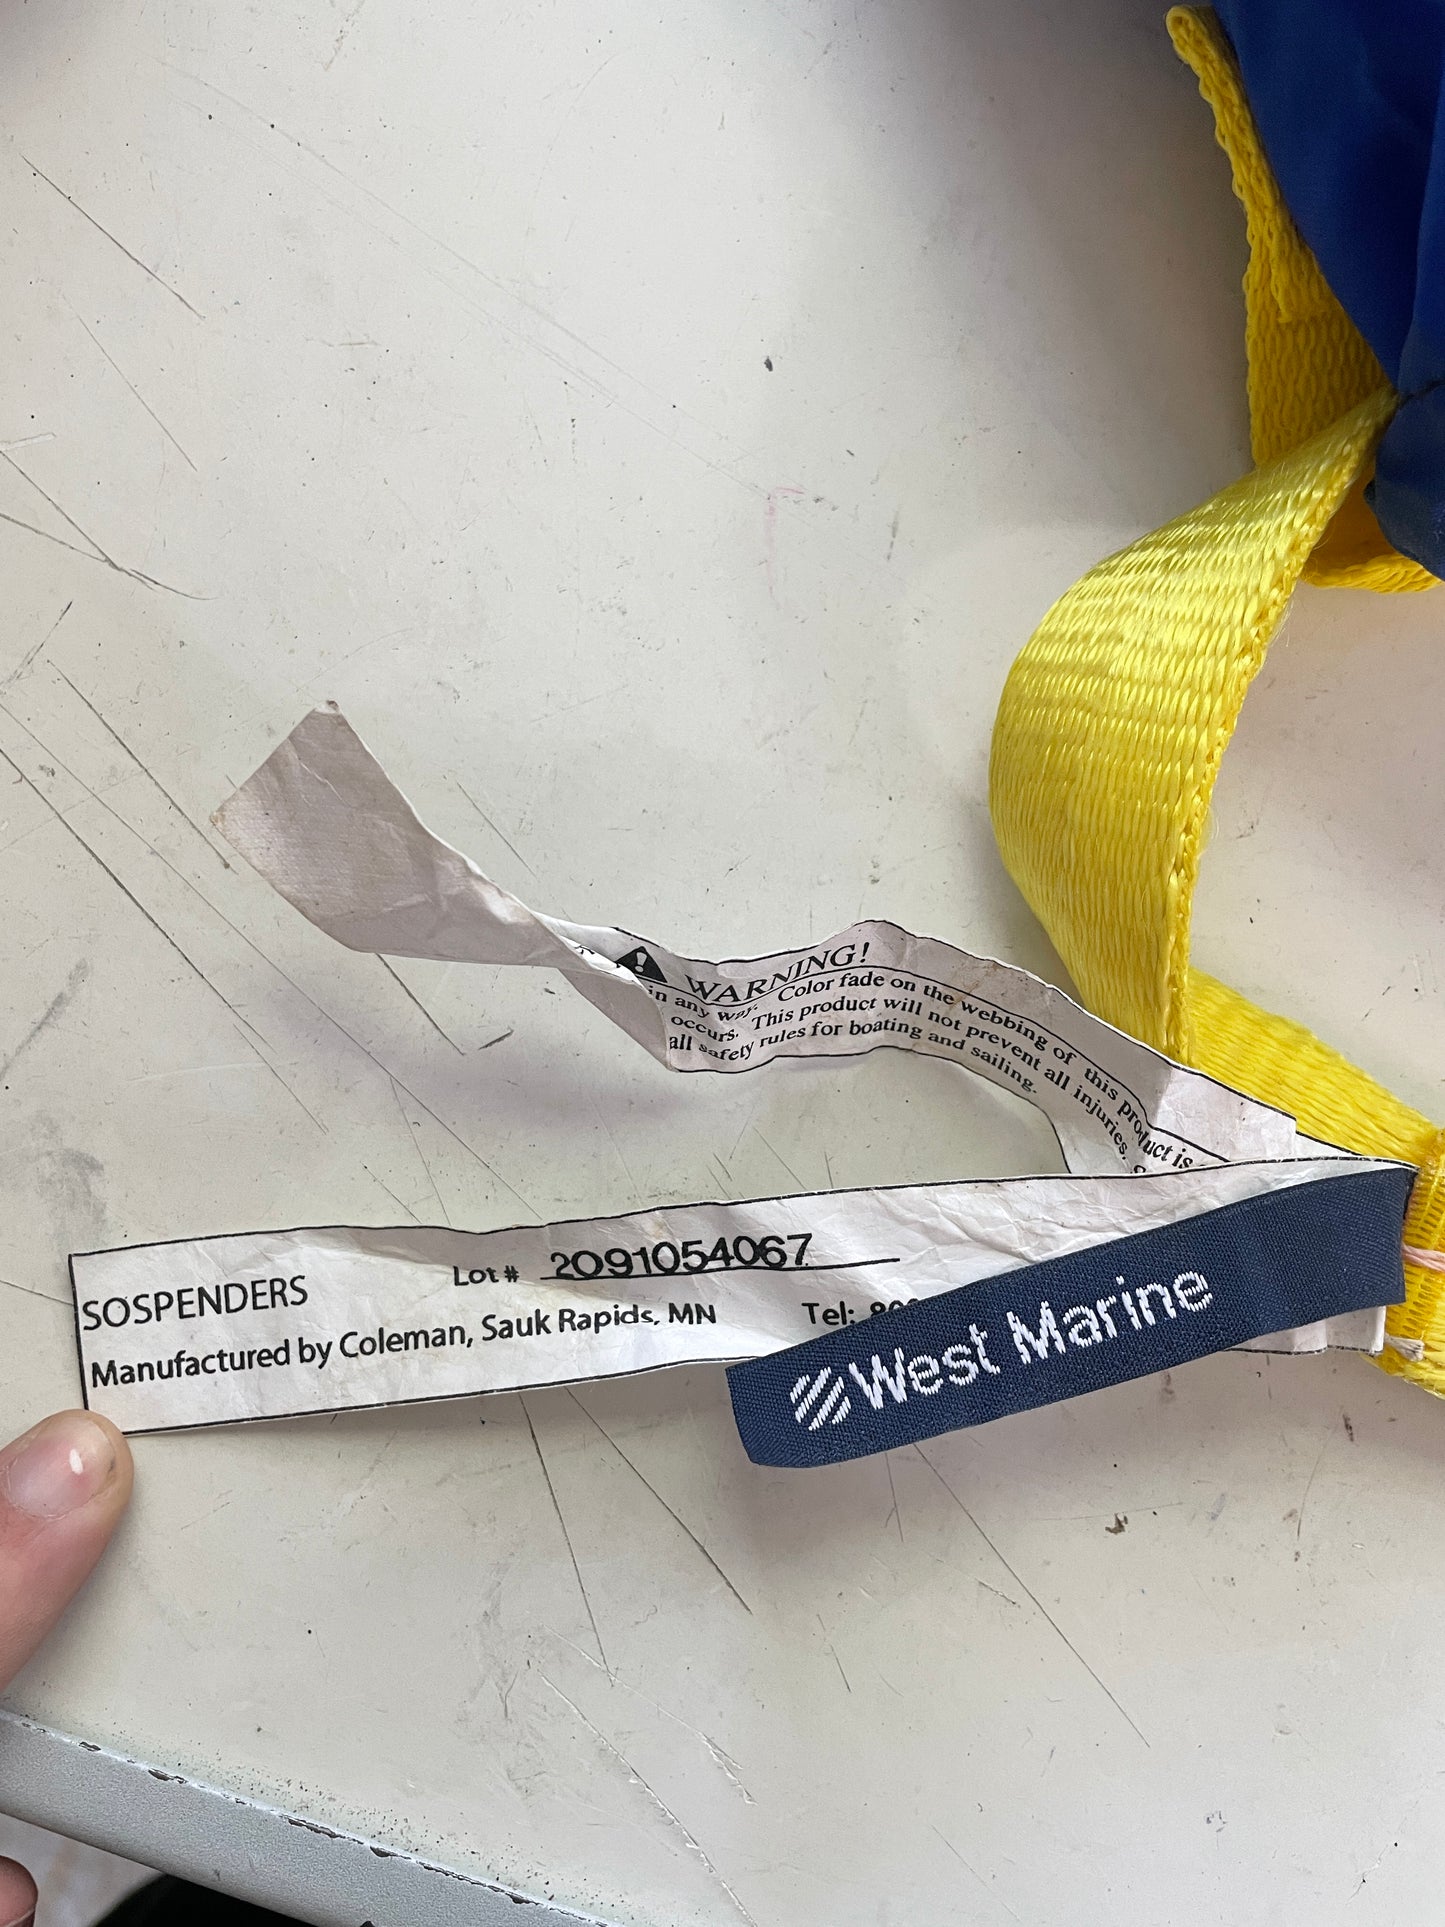 WARNING!
in any way. Color fade on the webbing of this product is
occurs. This product will not prevent all injuries.
all safety rules for boating and sailing.
SOSPENDERS Lot # 2091054067
Manufactured by Coleman, Sauk Rapids, MN Tel:
West Marine